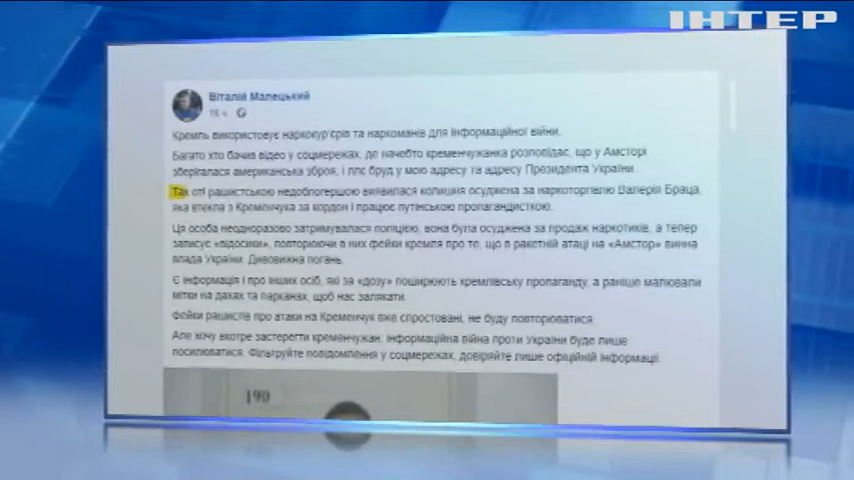 ІНТЕР
Віталій Малецький
18 ч.
Кремль використовує наркокур'єрів та наркоманів для інформаційної війни.
Багато хто бачив відео у соцмережах, де начебто кременчужанка розповідає, що у Амсторі
зберігалася американська зброя, і ллє бруд у мою адресу та адресу Президента України.
Так от! рашистською недоблогершою виявилася колишня осуджена за наркоторгівлю Валерія Браца,
яка втекла з Кременчука за кордон і працює путінською пропагандисткою.
Ця особа неодноразово затримувалася поліцією, вона була осуджена за продаж наркотиків, а тепер
записує «відосики», повторюючи в них фейки кремля про те, що в ракетній атаці на «Амстор» винна
влада України. Дивовижна погань.
Є інформація і про інших осіб, які за «дозу» поширюють кремлівську пропаганду, а раніше малювали
мітки на дахах та парканах, щоб нас залякати.
Фейки рашистів про атаки на Кременчук вже спростовані, не буду повторюватися.
Але хочу вкотре застерегти кременчужан. Інформаційна війна проти України буде лише
посилюватися. Фільтруйте повідомлення у соцмережах, довіряйте лише офіційній інформації.
190